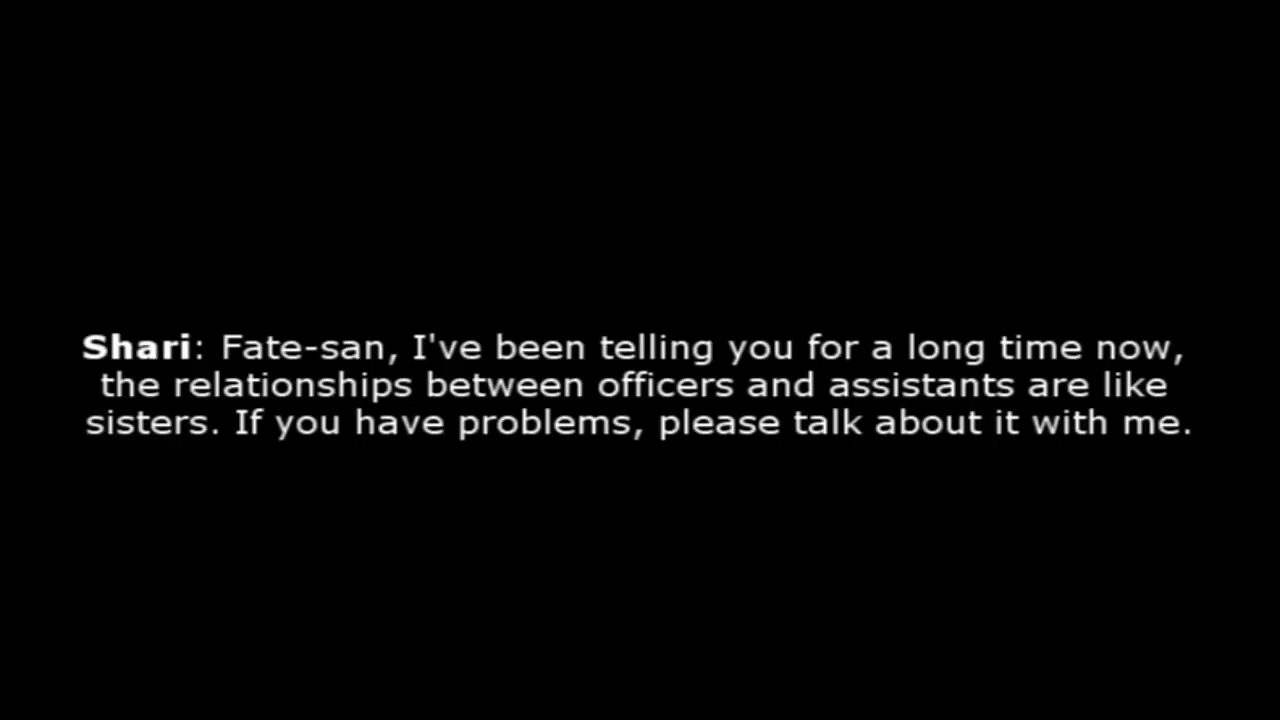 Shari: Fate-san, I've been telling you for a long time now,
the relationships between officers and assistants are like
sisters. If you have problems, please talk about it with me.